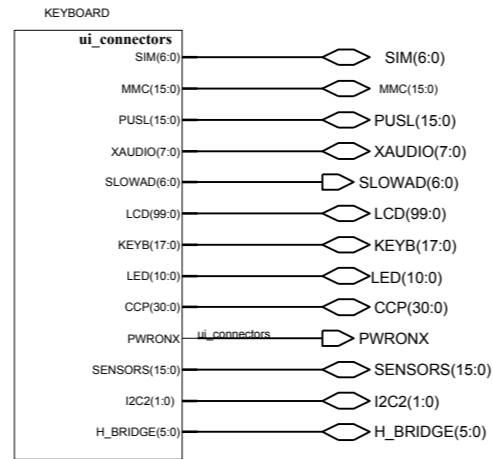 KEYBOARD
ui_connectors
SIM(6:0) SIM(6:0)
MMC(15:0) MMC(15:0)
PUSL(15:0) PUSL(15:0)
XAUDIO(7:0) XAUDIO(7:0)
SLOWAD(6:0) SLOWAD(6:0)
LCD(99:0) LCD(99:0)
KEYB(17:0) KEYB(17:0)
LED(10:0) LED(10:0)
CCP(30:0) CCP(30:0)
PWRONX ui_connectors PWRONX
SENSORS(15:0) SENSORS(15:0)
I2C2(1:0) I2C2(1:0)
H_BRIDGE(5:0) H_BRIDGE(5:0)